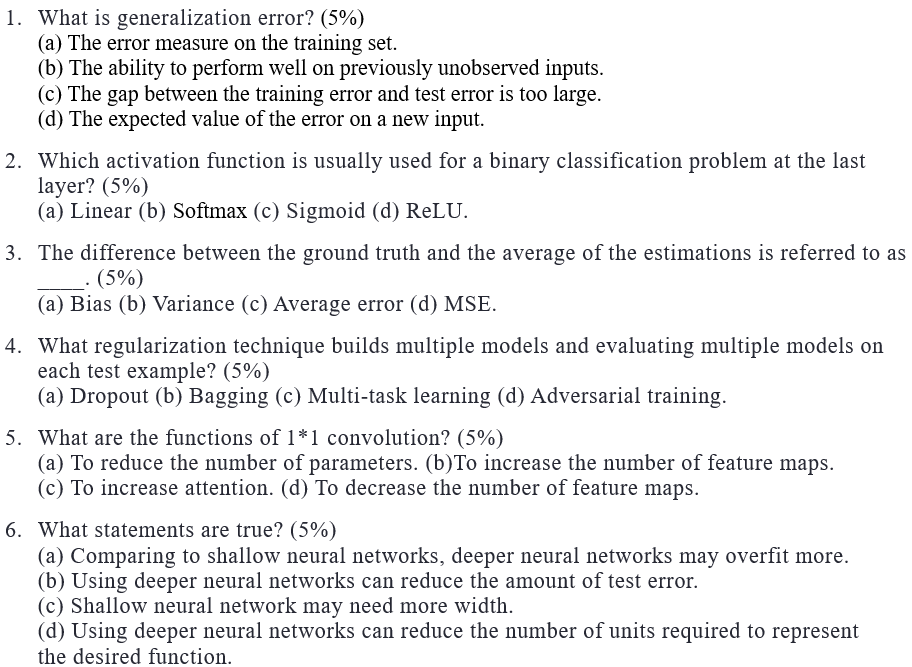 1. What is generalization error? (5%)
(a) The error measure on the training set.
(b) The ability to perform well on previously unobserved inputs.
(c) The gap between the training error and test error is too large.
(d) The expected value of the error on a new input.
2. Which activation function is usually used for a binary classification problem at the last
layer? (5%)
(a) Linear (b) Softmax (c) Sigmoid (d) ReLU.
3. The difference between the ground truth and the average of the estimations is referred to as
____. (5%)
(a) Bias (b) Variance (c) Average error (d) MSE.
4. What regularization technique builds multiple models and evaluating multiple models on
each test example? (5%)
(a) Dropout (b) Bagging (c) Multi-task learning (d) Adversarial training.
5. What are the functions of 1*1 convolution? (5%)
(a) To reduce the number of parameters. (b)To increase the number of feature maps.
(c) To increase attention. (d) To decrease the number of feature maps.
6. What statements are true? (5%)
(a) Comparing to shallow neural networks, deeper neural networks may overfit more.
(b) Using deeper neural networks can reduce the amount of test error.
(c) Shallow neural network may need more width.
(d) Using deeper neural networks can reduce the number of units required to represent
the desired function.